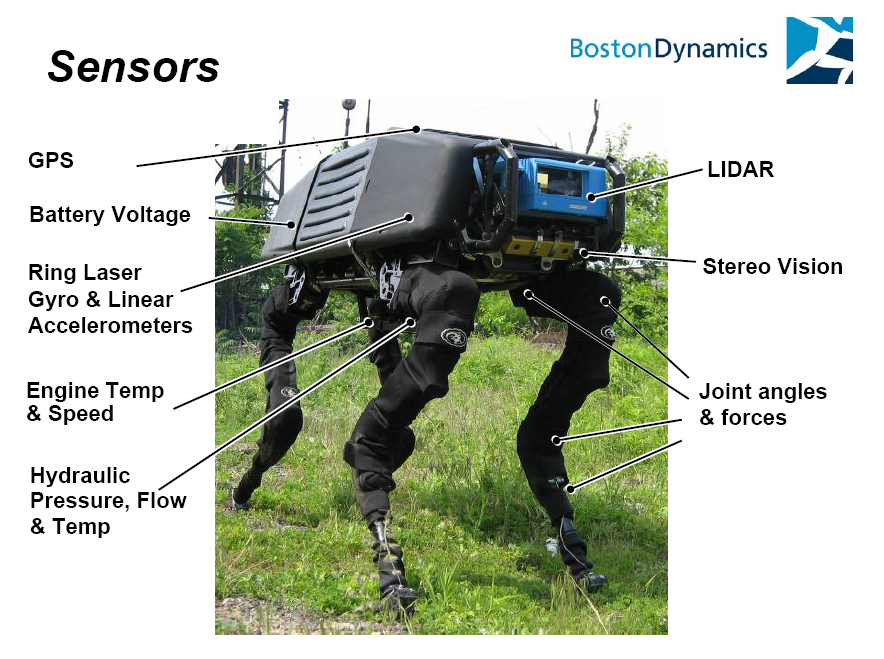 Sensors
BostonDynamics
GPS
Battery Voltage
Ring Laser
Gyro & Linear
Accelerometers
Engine Temp
& Speed
Hydraulic
Pressure, Flow
& Temp
LIDAR
Stereo Vision
Joint angles
& forces